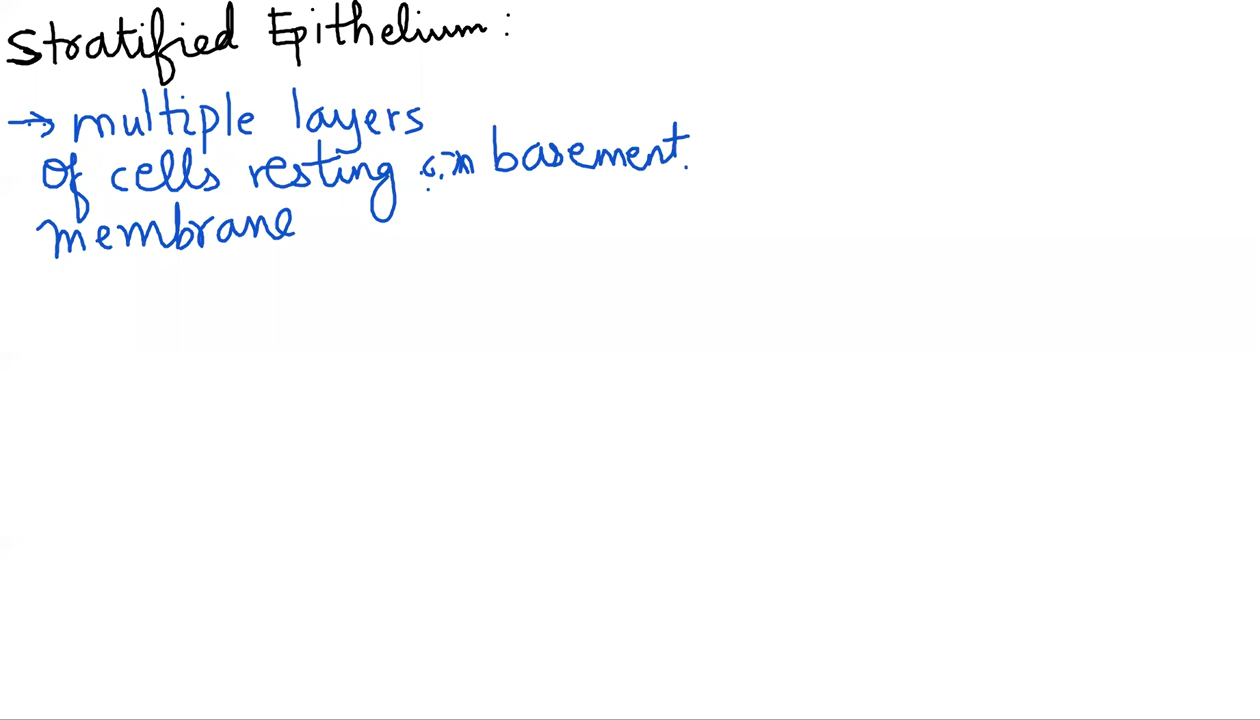 Stratified Epithelium :
→ multiple layers
of cells resting on basement
membrane